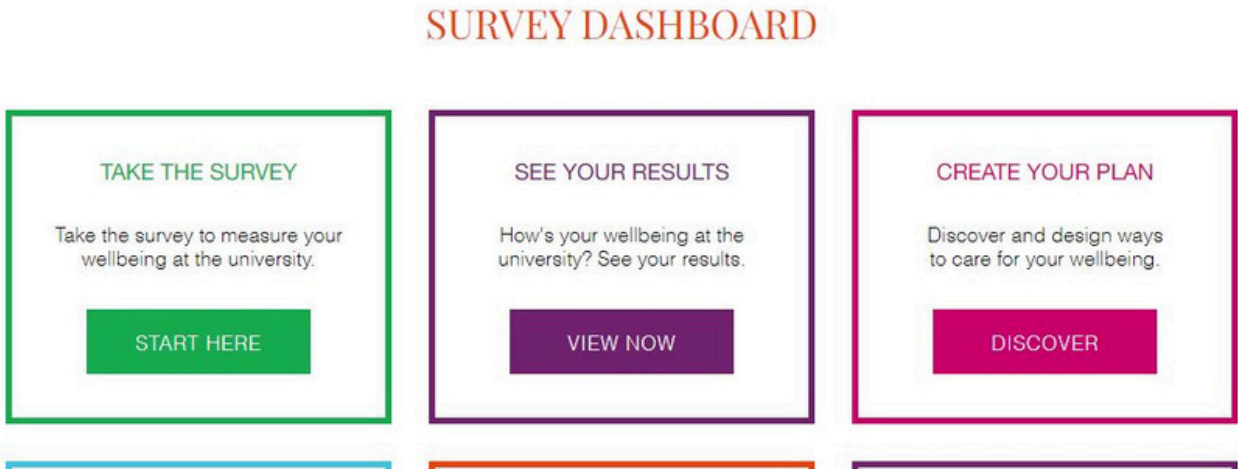 SURVEY DASHBOARD
TAKE THE SURVEY
Take the survey to measure your
wellbeing at the university.
START HERE
SEE YOUR RESULTS
How's your wellbeing at the
university? See your results.
VIEW NOW
CREATE YOUR PLAN
Discover and design ways
to care for your wellbeing.
DISCOVER